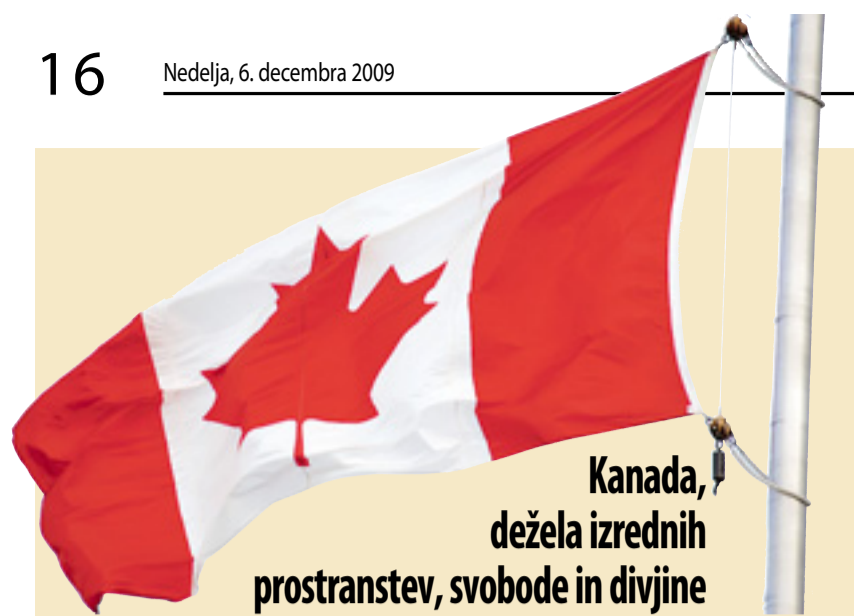 16
Nedelja, 6. decembra 2009
Kanada,
dežela izrednih
prostranstev, svobode in divjine